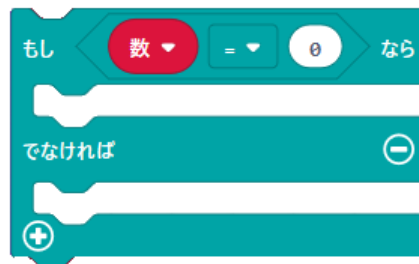 もし 数 = 0 なら
でなければ